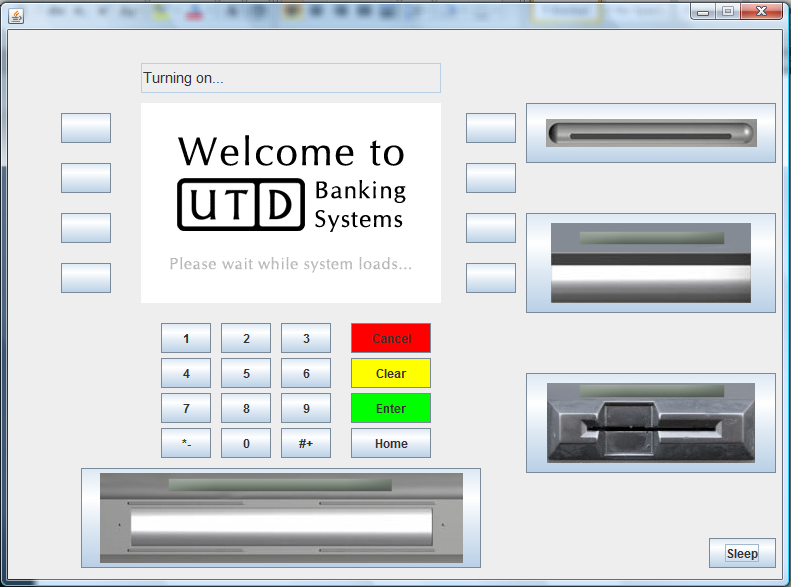 Turning on...
Welcome to
UTD Banking
Systems
Please wait while system loads...
1 2 3 Cancel
4 5 6 Clear
7 8 9 Enter
*- 0 #+ Home
Sleep